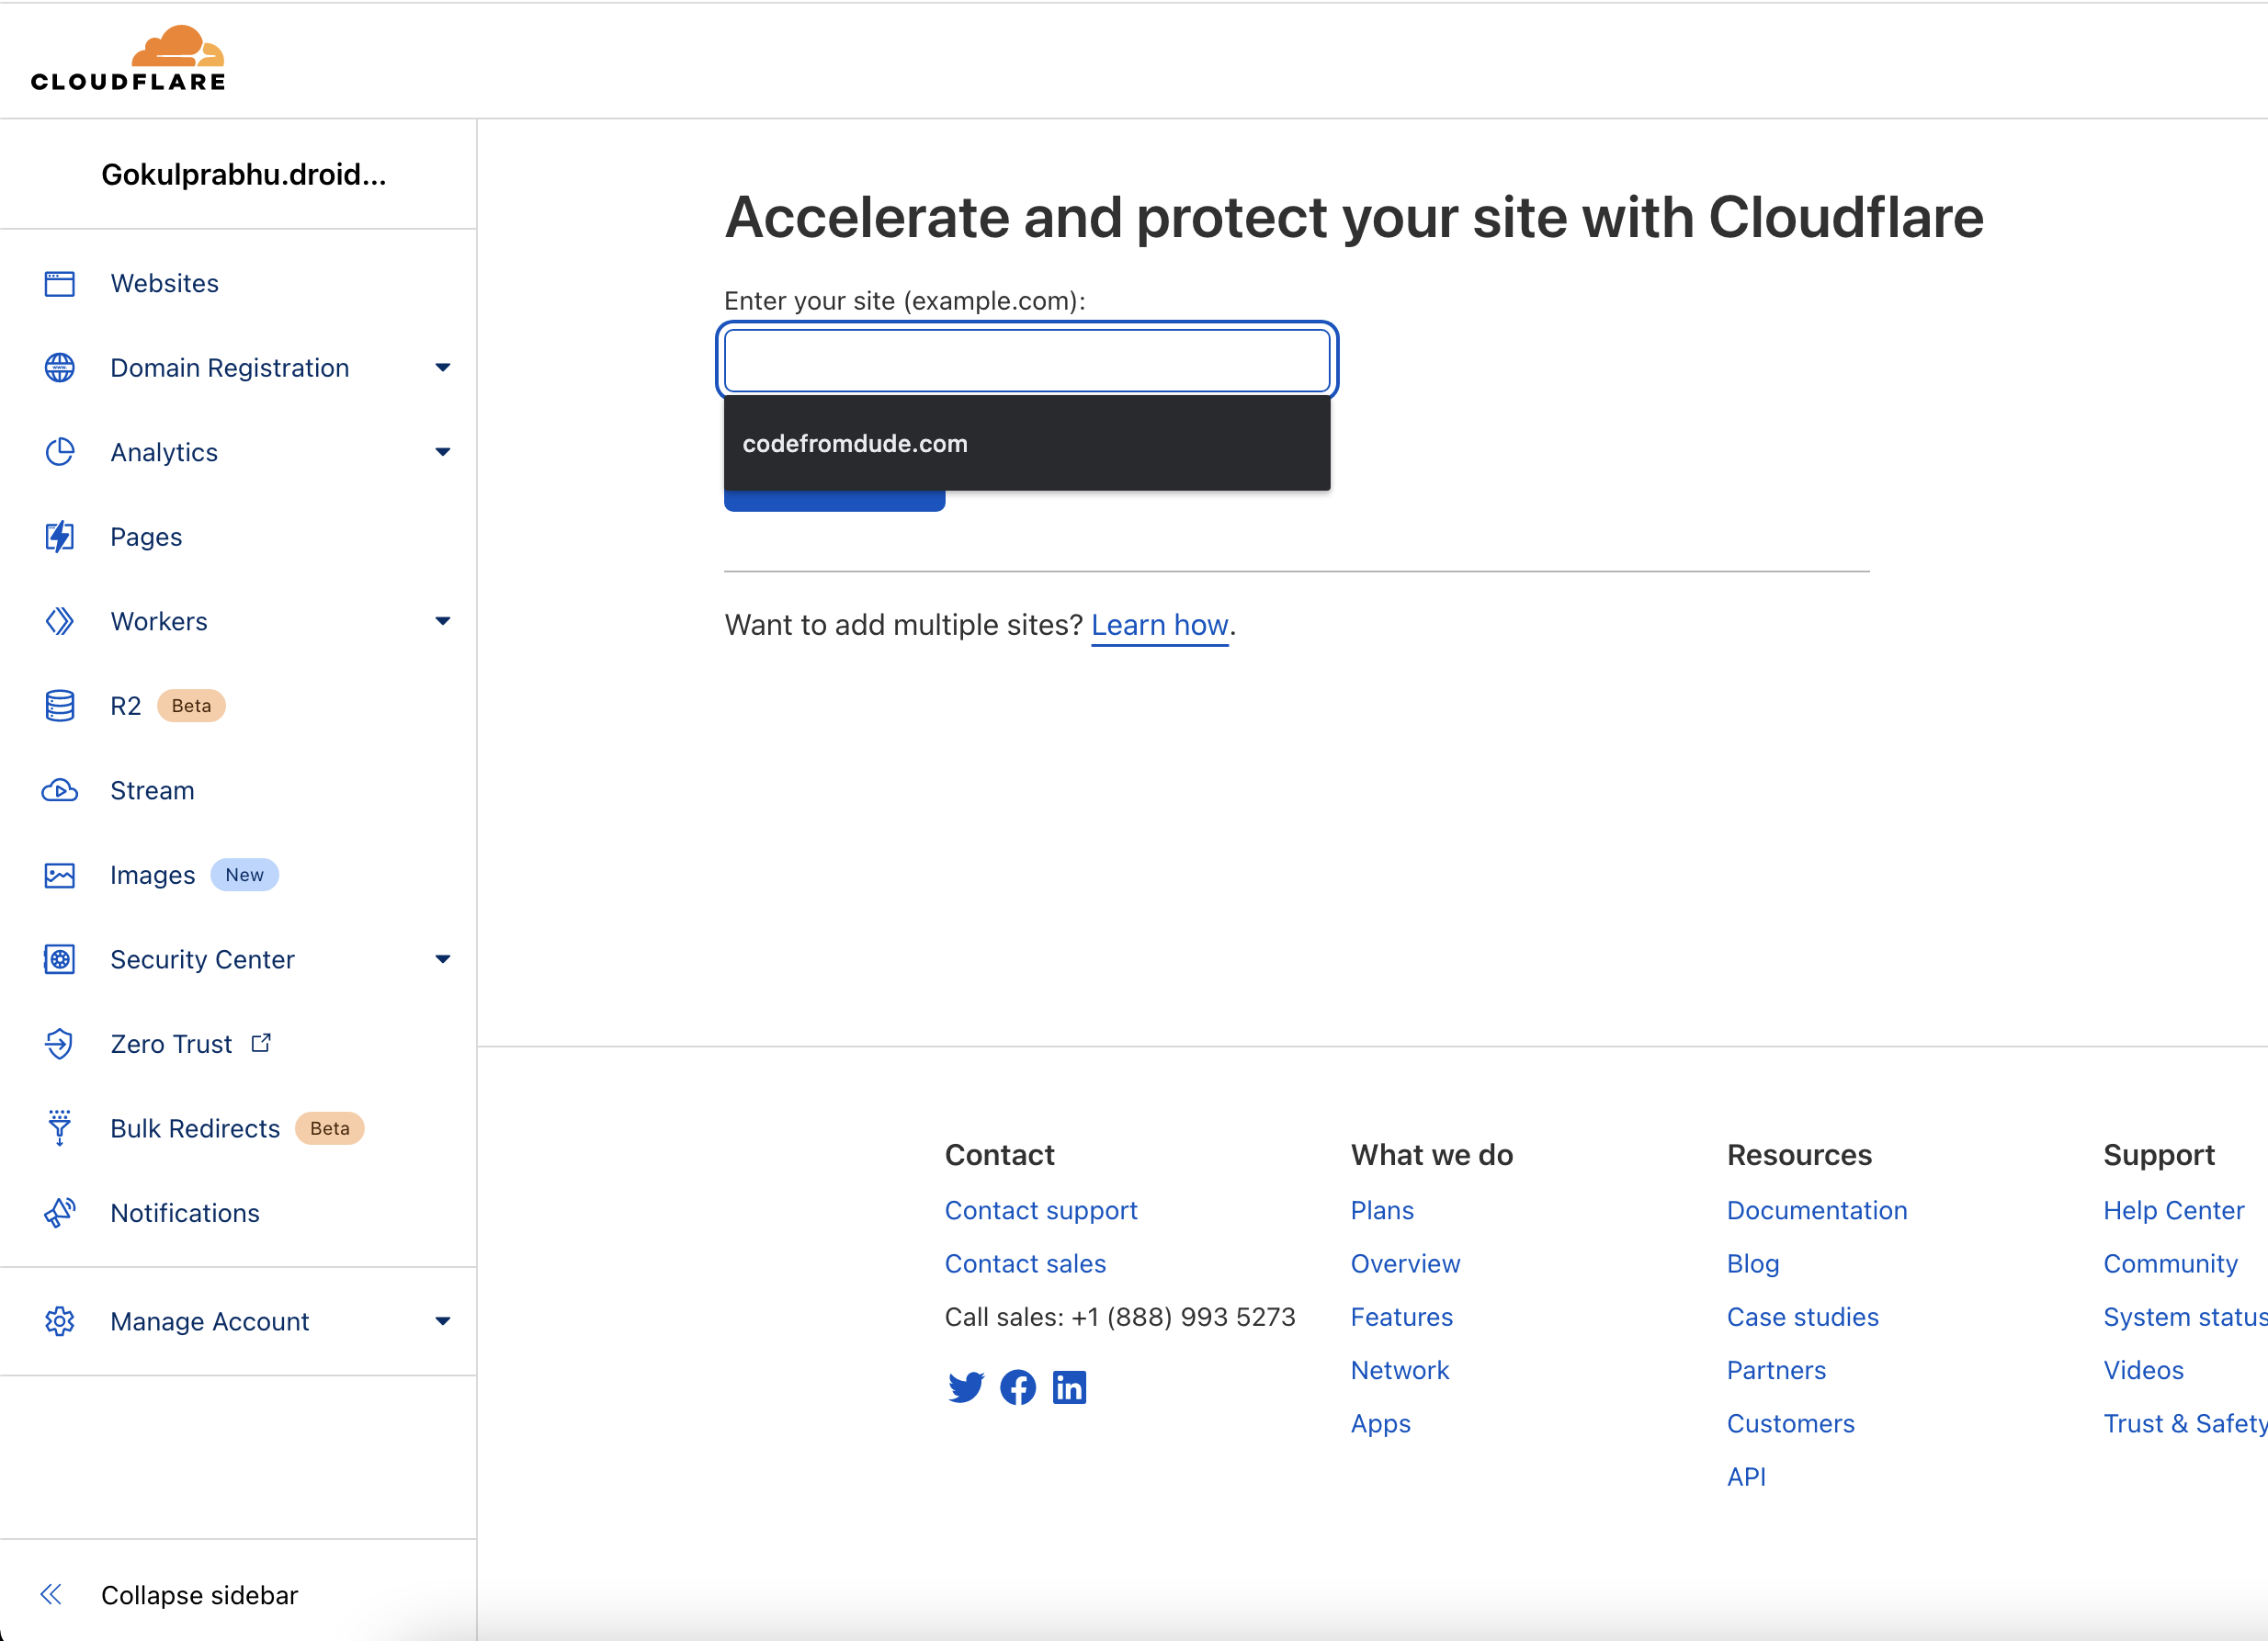 CLOUDFLARE
Gokulprabhu.droid...
Websites
Domain Registration
Analytics
Pages
Workers
R2 Beta
Stream
Images New
Security Center
Zero Trust
Bulk Redirects Beta
Notifications
Manage Account
Collapse sidebar
Accelerate and protect your site with Cloudflare
Enter your site (example.com):
codefromdude.com
Want to add multiple sites? Learn how.
Contact
Contact support
Contact sales
Call sales: +1 (888) 993 5273
What we do
Plans
Overview
Features
Network
Apps
Resources
Documentation
Blog
Case studies
Partners
Customers
API
Support
Help Center
Community
System status
Videos
Trust & Safety